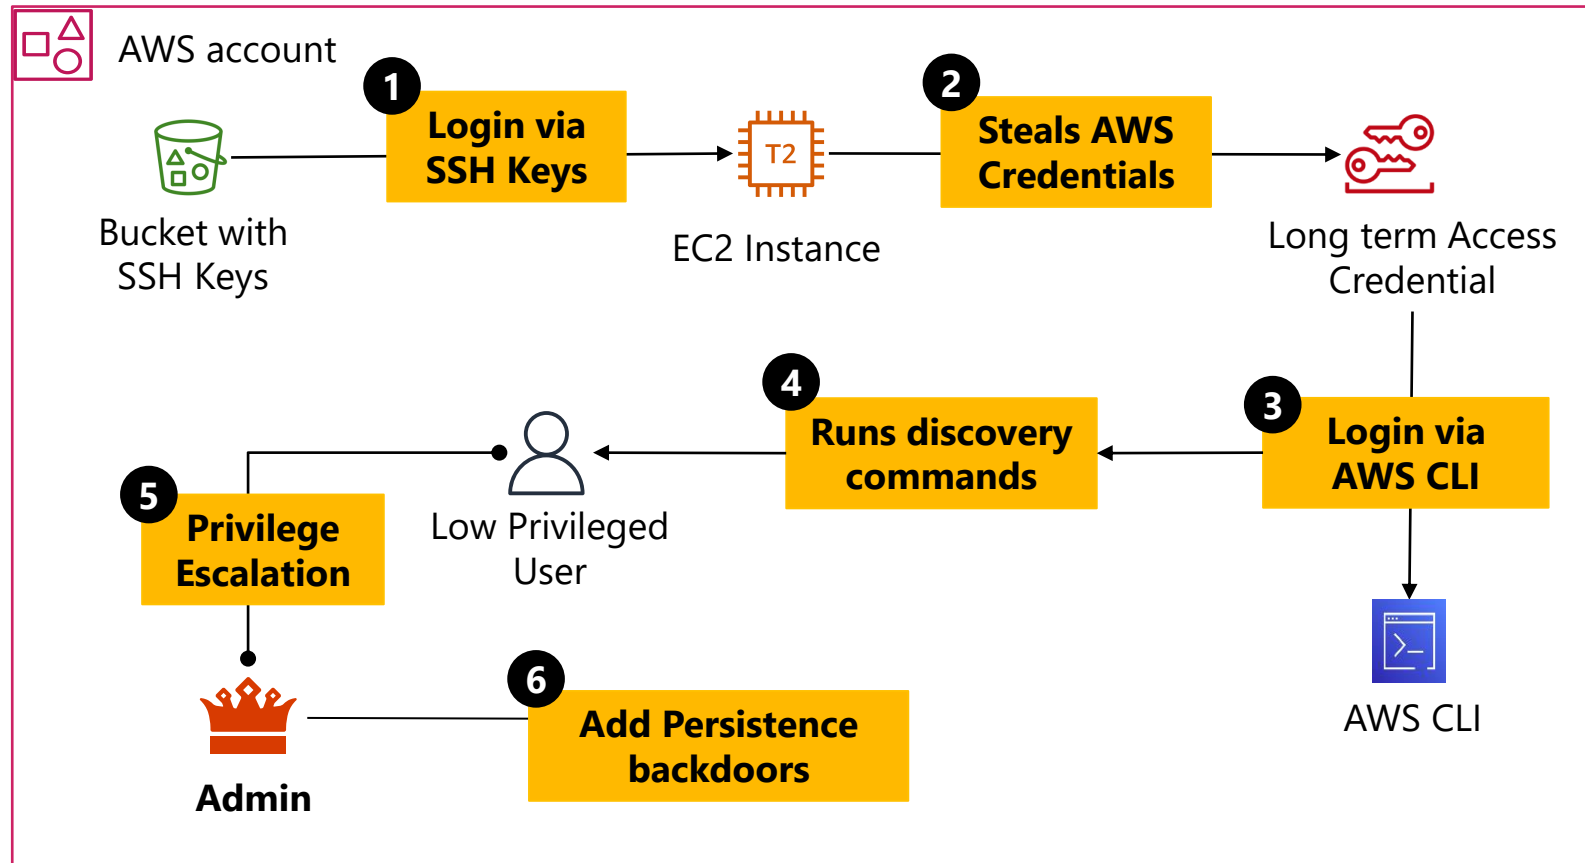 AWS account
1
Login via
SSH Keys
2
Steals AWS
Credentials
T2
Bucket with
SSH Keys
EC2 Instance
Long term Access
Credential
3
Login via
AWS CLI
4
Runs discovery
commands
Low Privileged
User
5
Privilege
Escalation
>_
AWS CLI
6
Add Persistence
backdoors
Admin